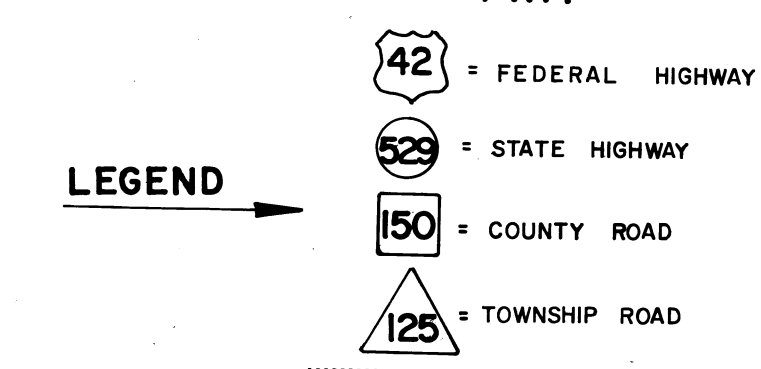 42 = FEDERAL HIGHWAY
529 = STATE HIGHWAY
LEGEND
150 = COUNTY ROAD
125 = TOWNSHIP ROAD